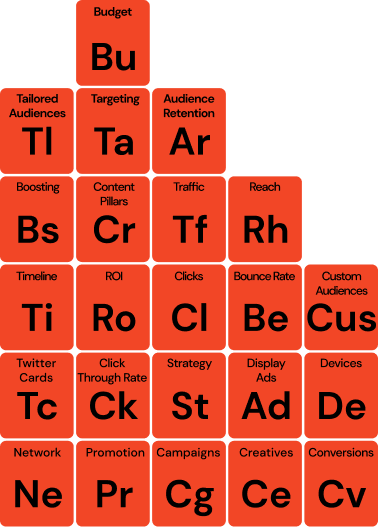 Budget
Bu
Tailored
Audiences
Tl
Targeting
Ta
Audience
Retention
Ar
Boosting
Bs
Content
Pillars
Cr
Traffic
Tf
Reach
Rh
Timeline
Ti
ROI
Ro
Clicks
Cl
Bounce Rate
Be
Custom
Audiences
Cus
Twitter
Cards
Tc
Click
Through Rate
Ck
Strategy
St
Display
Ads
Ad
Devices
De
Network
Ne
Promotion
Pr
Campaigns
Cg
Creatives
Ce
Conversions
Cv